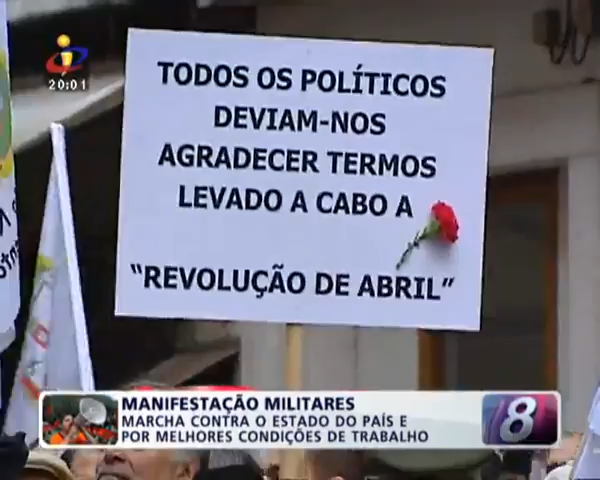 20:01
TODOS OS POLÍTICOS
DEVIAM-NOS
AGRADECER TERMOS
LEVADO A CABO A
"REVOLUÇÃO DE ABRIL"
MANIFESTAÇÃO MILITARES
MARCHA CONTRA O ESTADO DO PAÍS E
POR MELHORES CONDIÇÕES DE TRABALHO
8